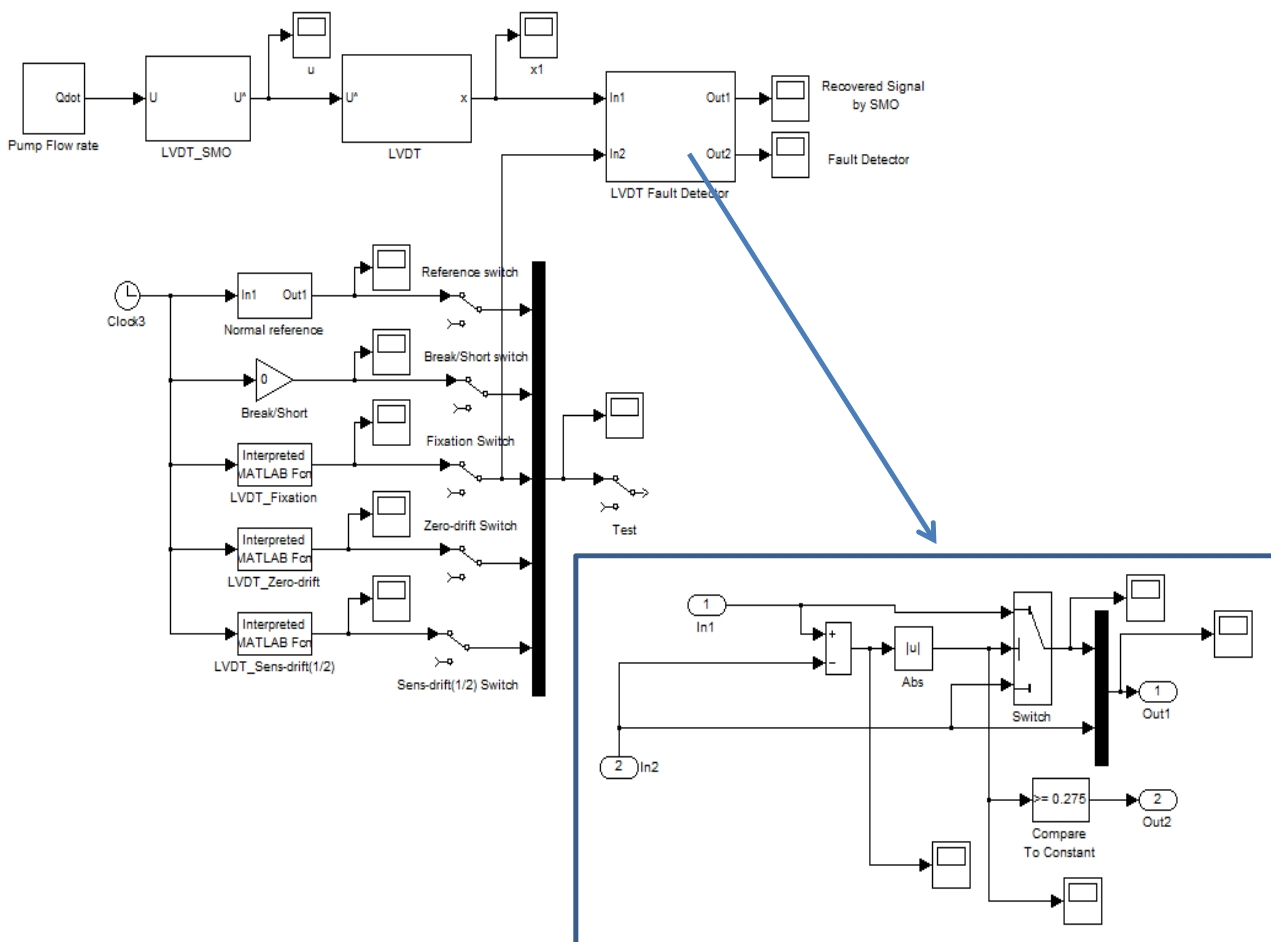 u
x1
Qdot
Pump Flow rate
U
U^
LVDT_SMO
U^
x
LVDT
In1
In2
Out1
Out2
LVDT Fault Detector
Recovered Signal
by SMO
Fault Detector
Clock3
In1
Out1
Normal reference
Reference switch
0
Break/Short
Break/Short switch
Interpreted
MATLAB Fcn
LVDT_Fixation
Fixation Switch
Interpreted
MATLAB Fcn
LVDT_Zero-drift
Zero-drift Switch
Interpreted
MATLAB Fcn
LVDT_Sens-drift(1/2)
Sens-drift(1/2) Switch
Test
1
In1
+
−
|u|
Abs
Switch
1
Out1
2
In2
>= 0.275
Compare
To Constant
2
Out2